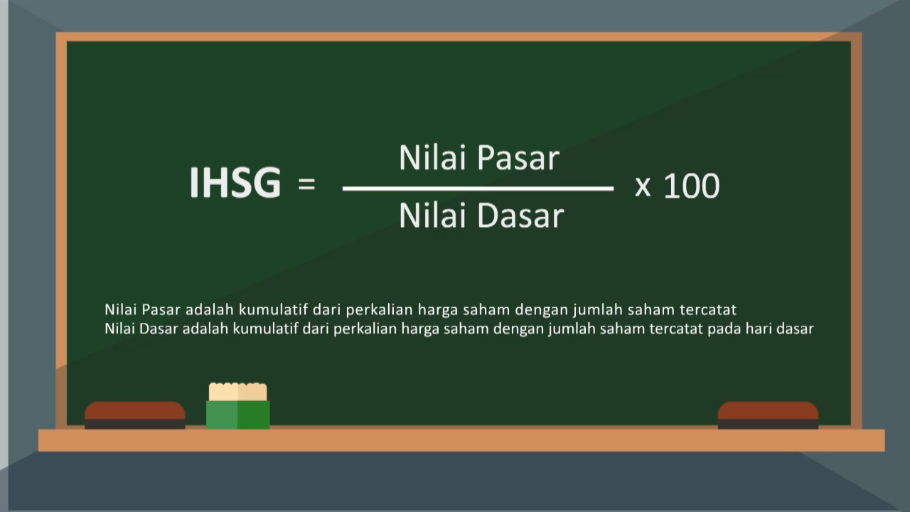 IHSG = Nilai Pasar / Nilai Dasar x 100
Nilai Pasar adalah kumulatif dari perkalian harga saham dengan jumlah saham tercatat
Nilai Dasar adalah kumulatif dari perkalian harga saham dengan jumlah saham tercatat pada hari dasar